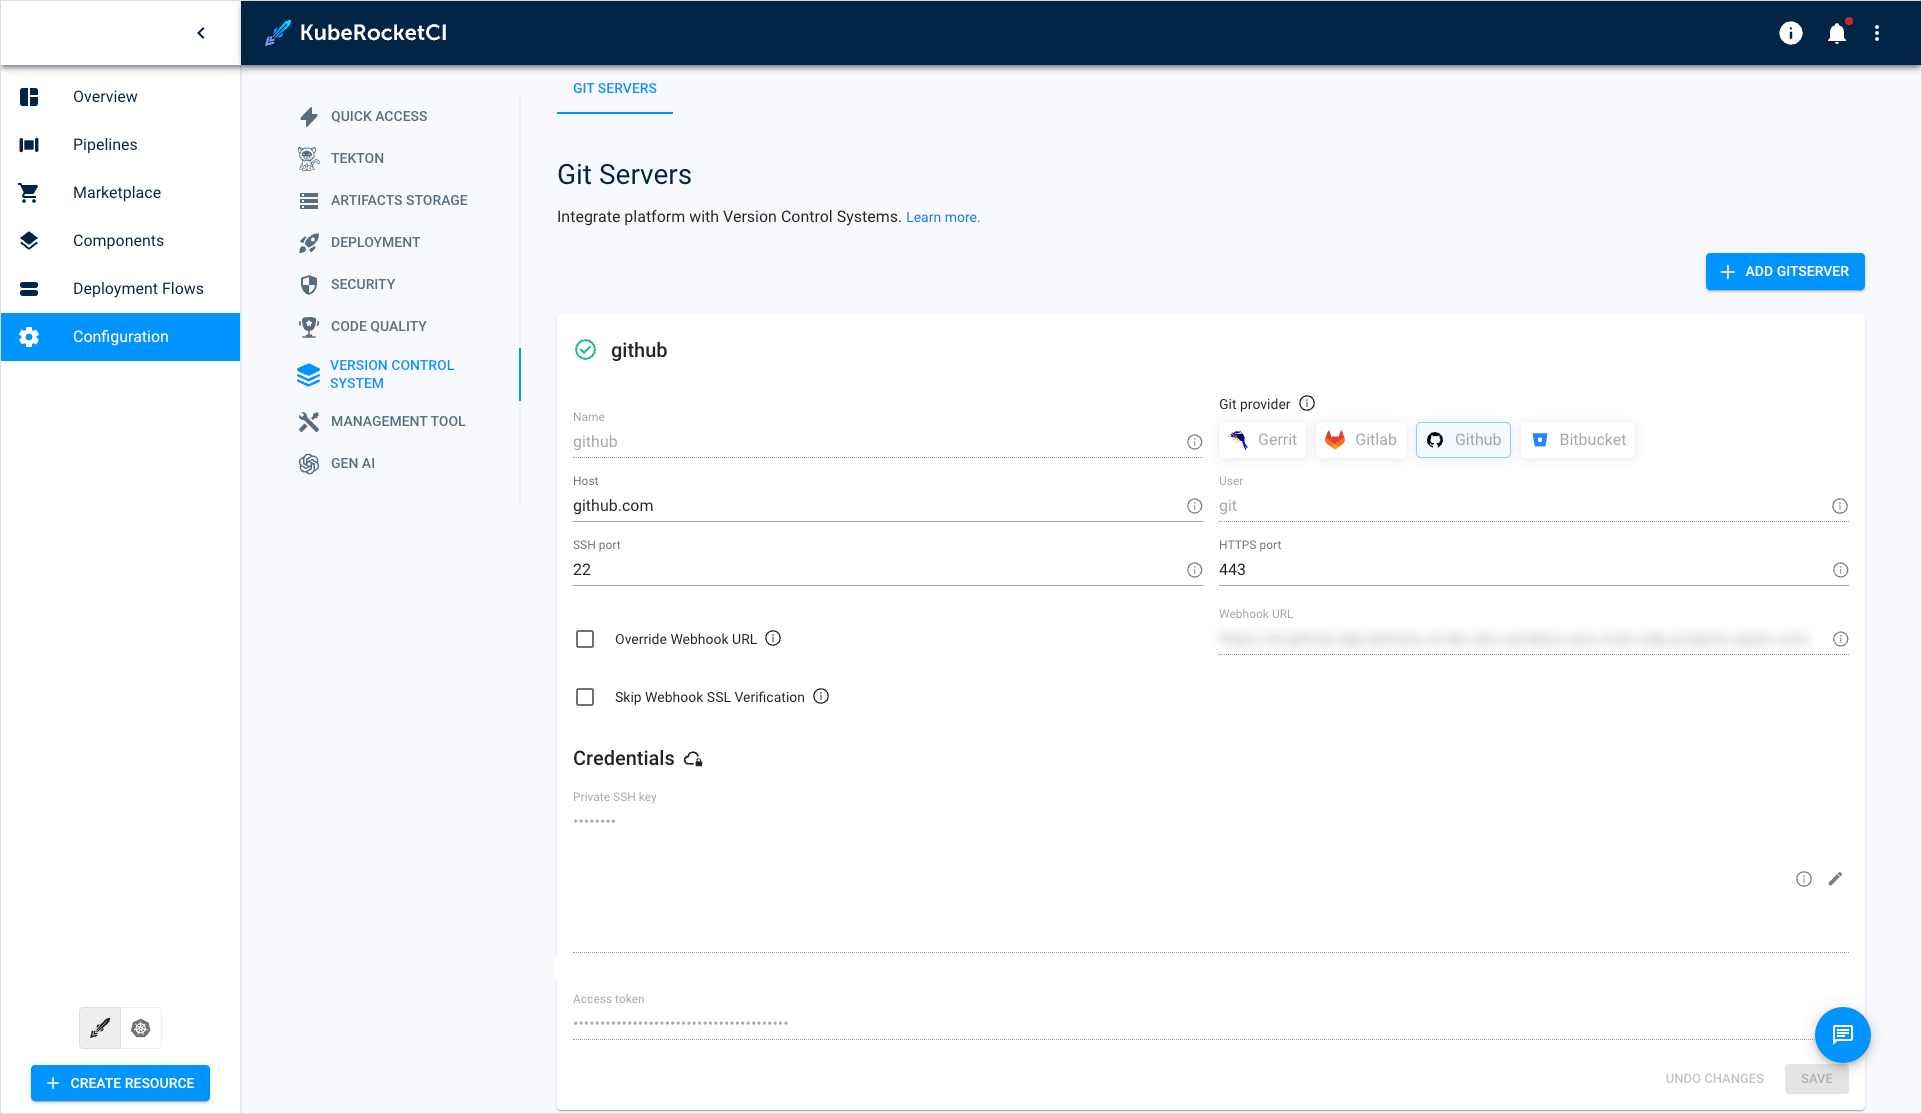 KubeRocketCI
Overview
Pipelines
Marketplace
Components
Deployment Flows
Configuration
CREATE RESOURCE
QUICK ACCESS
TEKTON
ARTIFACTS STORAGE
DEPLOYMENT
SECURITY
CODE QUALITY
VERSION CONTROL
SYSTEM
MANAGEMENT TOOL
GEN AI
GIT SERVERS
Git Servers
Integrate platform with Version Control Systems. Learn more.
ADD GITSERVER
github
Name
github
Git provider
Gerrit
Gitlab
Github
Bitbucket
Host
github.com
User
git
SSH port
22
HTTPS port
443
Override Webhook URL
Webhook URL
Skip Webhook SSL Verification
Credentials
Private SSH key
••••••••
Access token
••••••••••••••••••••••••••••••••••••••••
UNDO CHANGES
SAVE